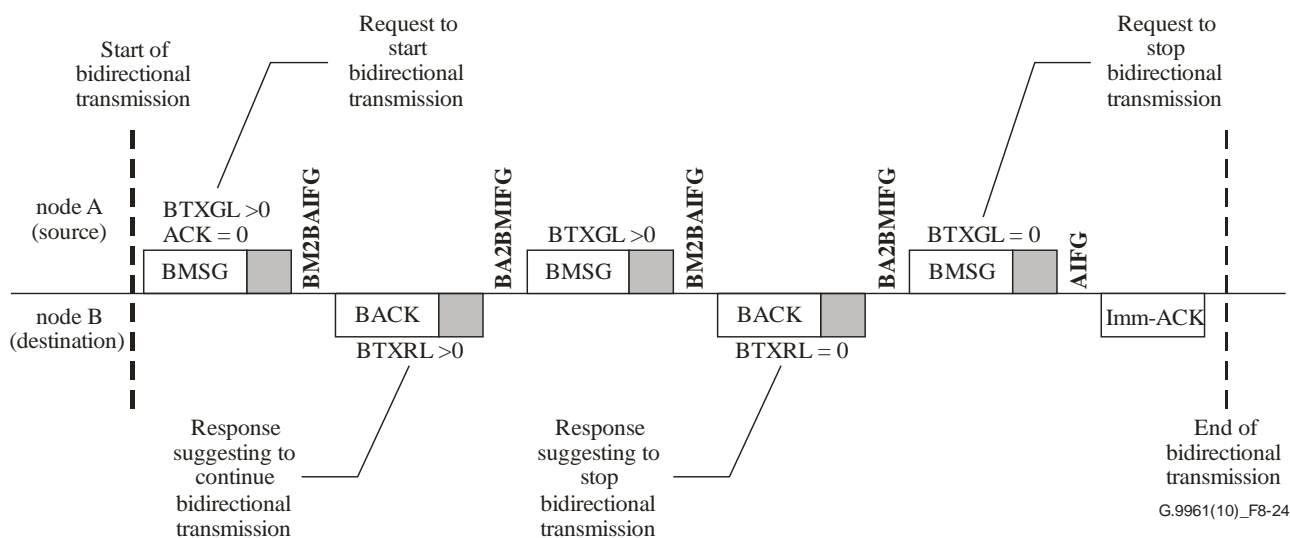 Start of
bidirectional
transmission
Request to
start
bidirectional
transmission
Request to
stop
bidirectional
transmission
node A
(source)
BTXGL >0
ACK = 0
BMSG
BM2BAIFG
BA2BMIFG
BTXGL >0
BMSG
BM2BAIFG
BA2BMIFG
BTXGL = 0
BMSG
AIFG
node B
(destination)
BACK
BTXRL >0
BACK
BTXRL = 0
Imm-ACK
Response
suggesting to
continue
bidirectional
transmission
Response
suggesting to
stop
bidirectional
transmission
End of
bidirectional
transmission
G.9961(10)_F8-24